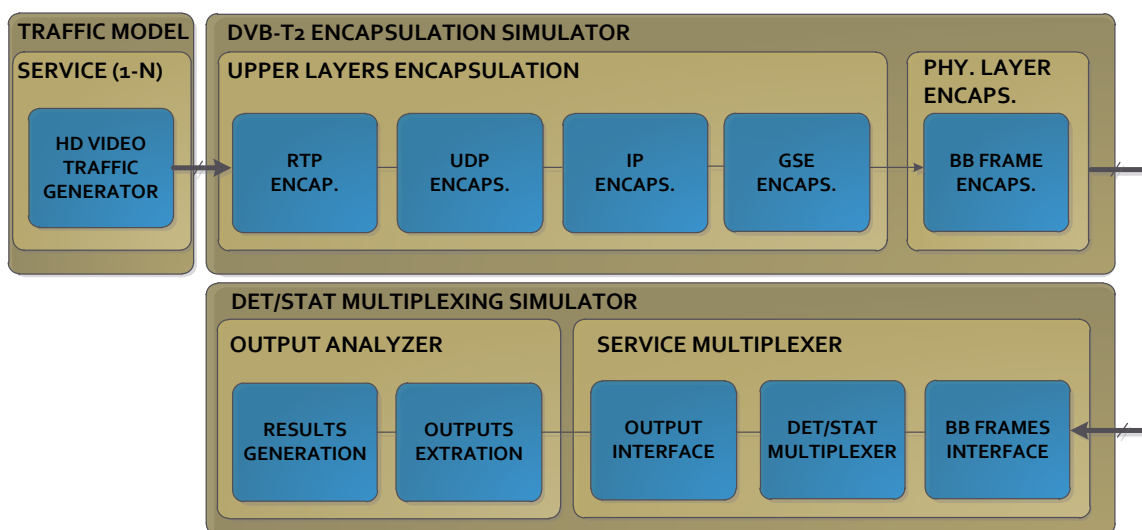 TRAFFIC MODEL
SERVICE (1-N)
HD VIDEO
TRAFFIC
GENERATOR
DVB-T2 ENCAPSULATION SIMULATOR
UPPER LAYERS ENCAPSULATION
RTP
ENCAP.
UDP
ENCAPS.
IP
ENCAPS.
GSE
ENCAPS.
PHY. LAYER
ENCAPS.
BB FRAME
ENCAPS.
DET/STAT MULTIPLEXING SIMULATOR
OUTPUT ANALYZER
RESULTS
GENERATION
OUTPUTS
EXTRATION
SERVICE MULTIPLEXER
OUTPUT
INTERFACE
DET/STAT
MULTIPLEXER
BB FRAMES
INTERFACE